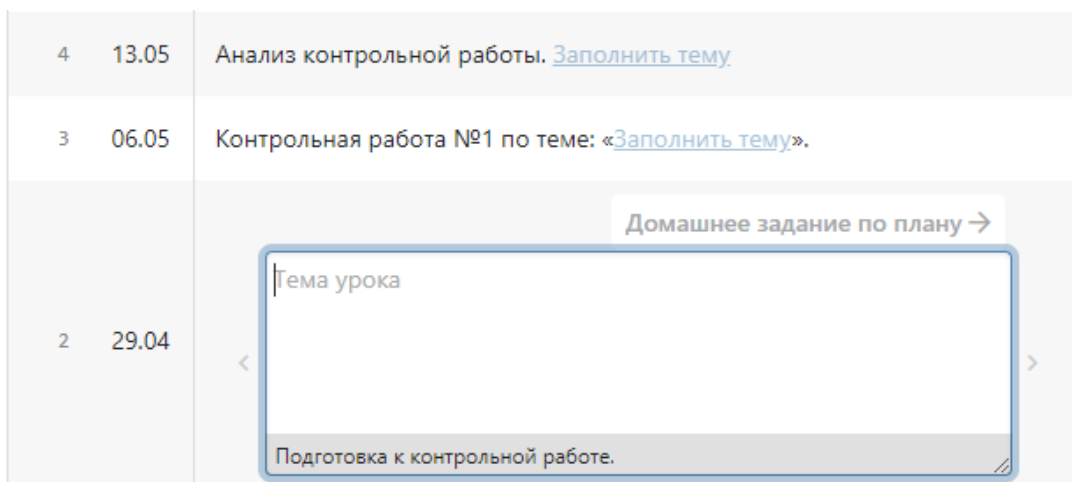 4 13.05 Анализ контрольной работы. Заполнить тему
3 06.05 Контрольная работа №1 по теме: «Заполнить тему».
Домашнее задание по плану →
Тема урока
2 29.04
Подготовка к контрольной работе.